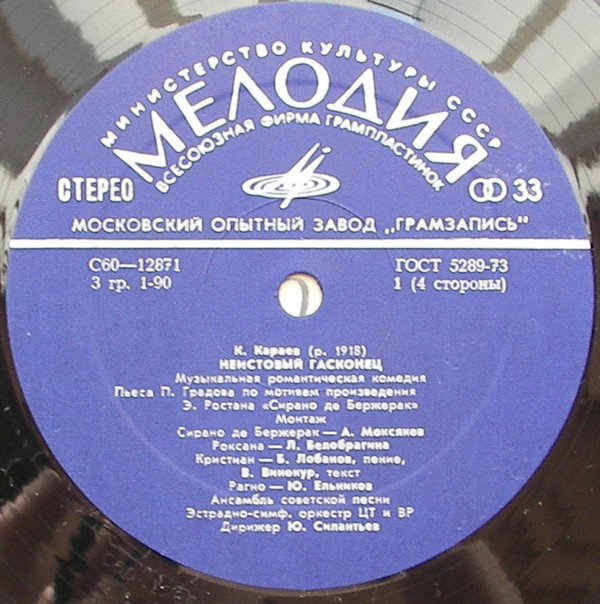 МИНИСТЕРСТВО КУЛЬТУРЫ СССР
МЕЛОДИЯ
ВСЕСОЮЗНАЯ ФИРМА ГРАМПЛАСТИНОК
СТЕРЕО
33
МОСКОВСКИЙ ОПЫТНЫЙ ЗАВОД „ГРАМЗАПИСЬ"
С60—12871
ГОСТ 5289-73
3 гр. 1-90
1 (4 стороны)
К. Караев (р. 1918)
НЕИСТОВЫЙ ГАСКОНЕЦ
Музыкальная романтическая комедия
Пьеса П. Градова по мотивам произведения
Э. Ростана «Сирано де Бержерак»
Монтаж
Сирано де Бержерак — А. Моксяков
Роксана — Л. Белобрагина
Кристиан — Б. Лобанов, пение,
В. Винокур, текст
Рагно — Ю. Ельников
Ансамбль советской песни
Эстрадно-симф. оркестр ЦТ и ВР
Дирижер Ю. Силантьев